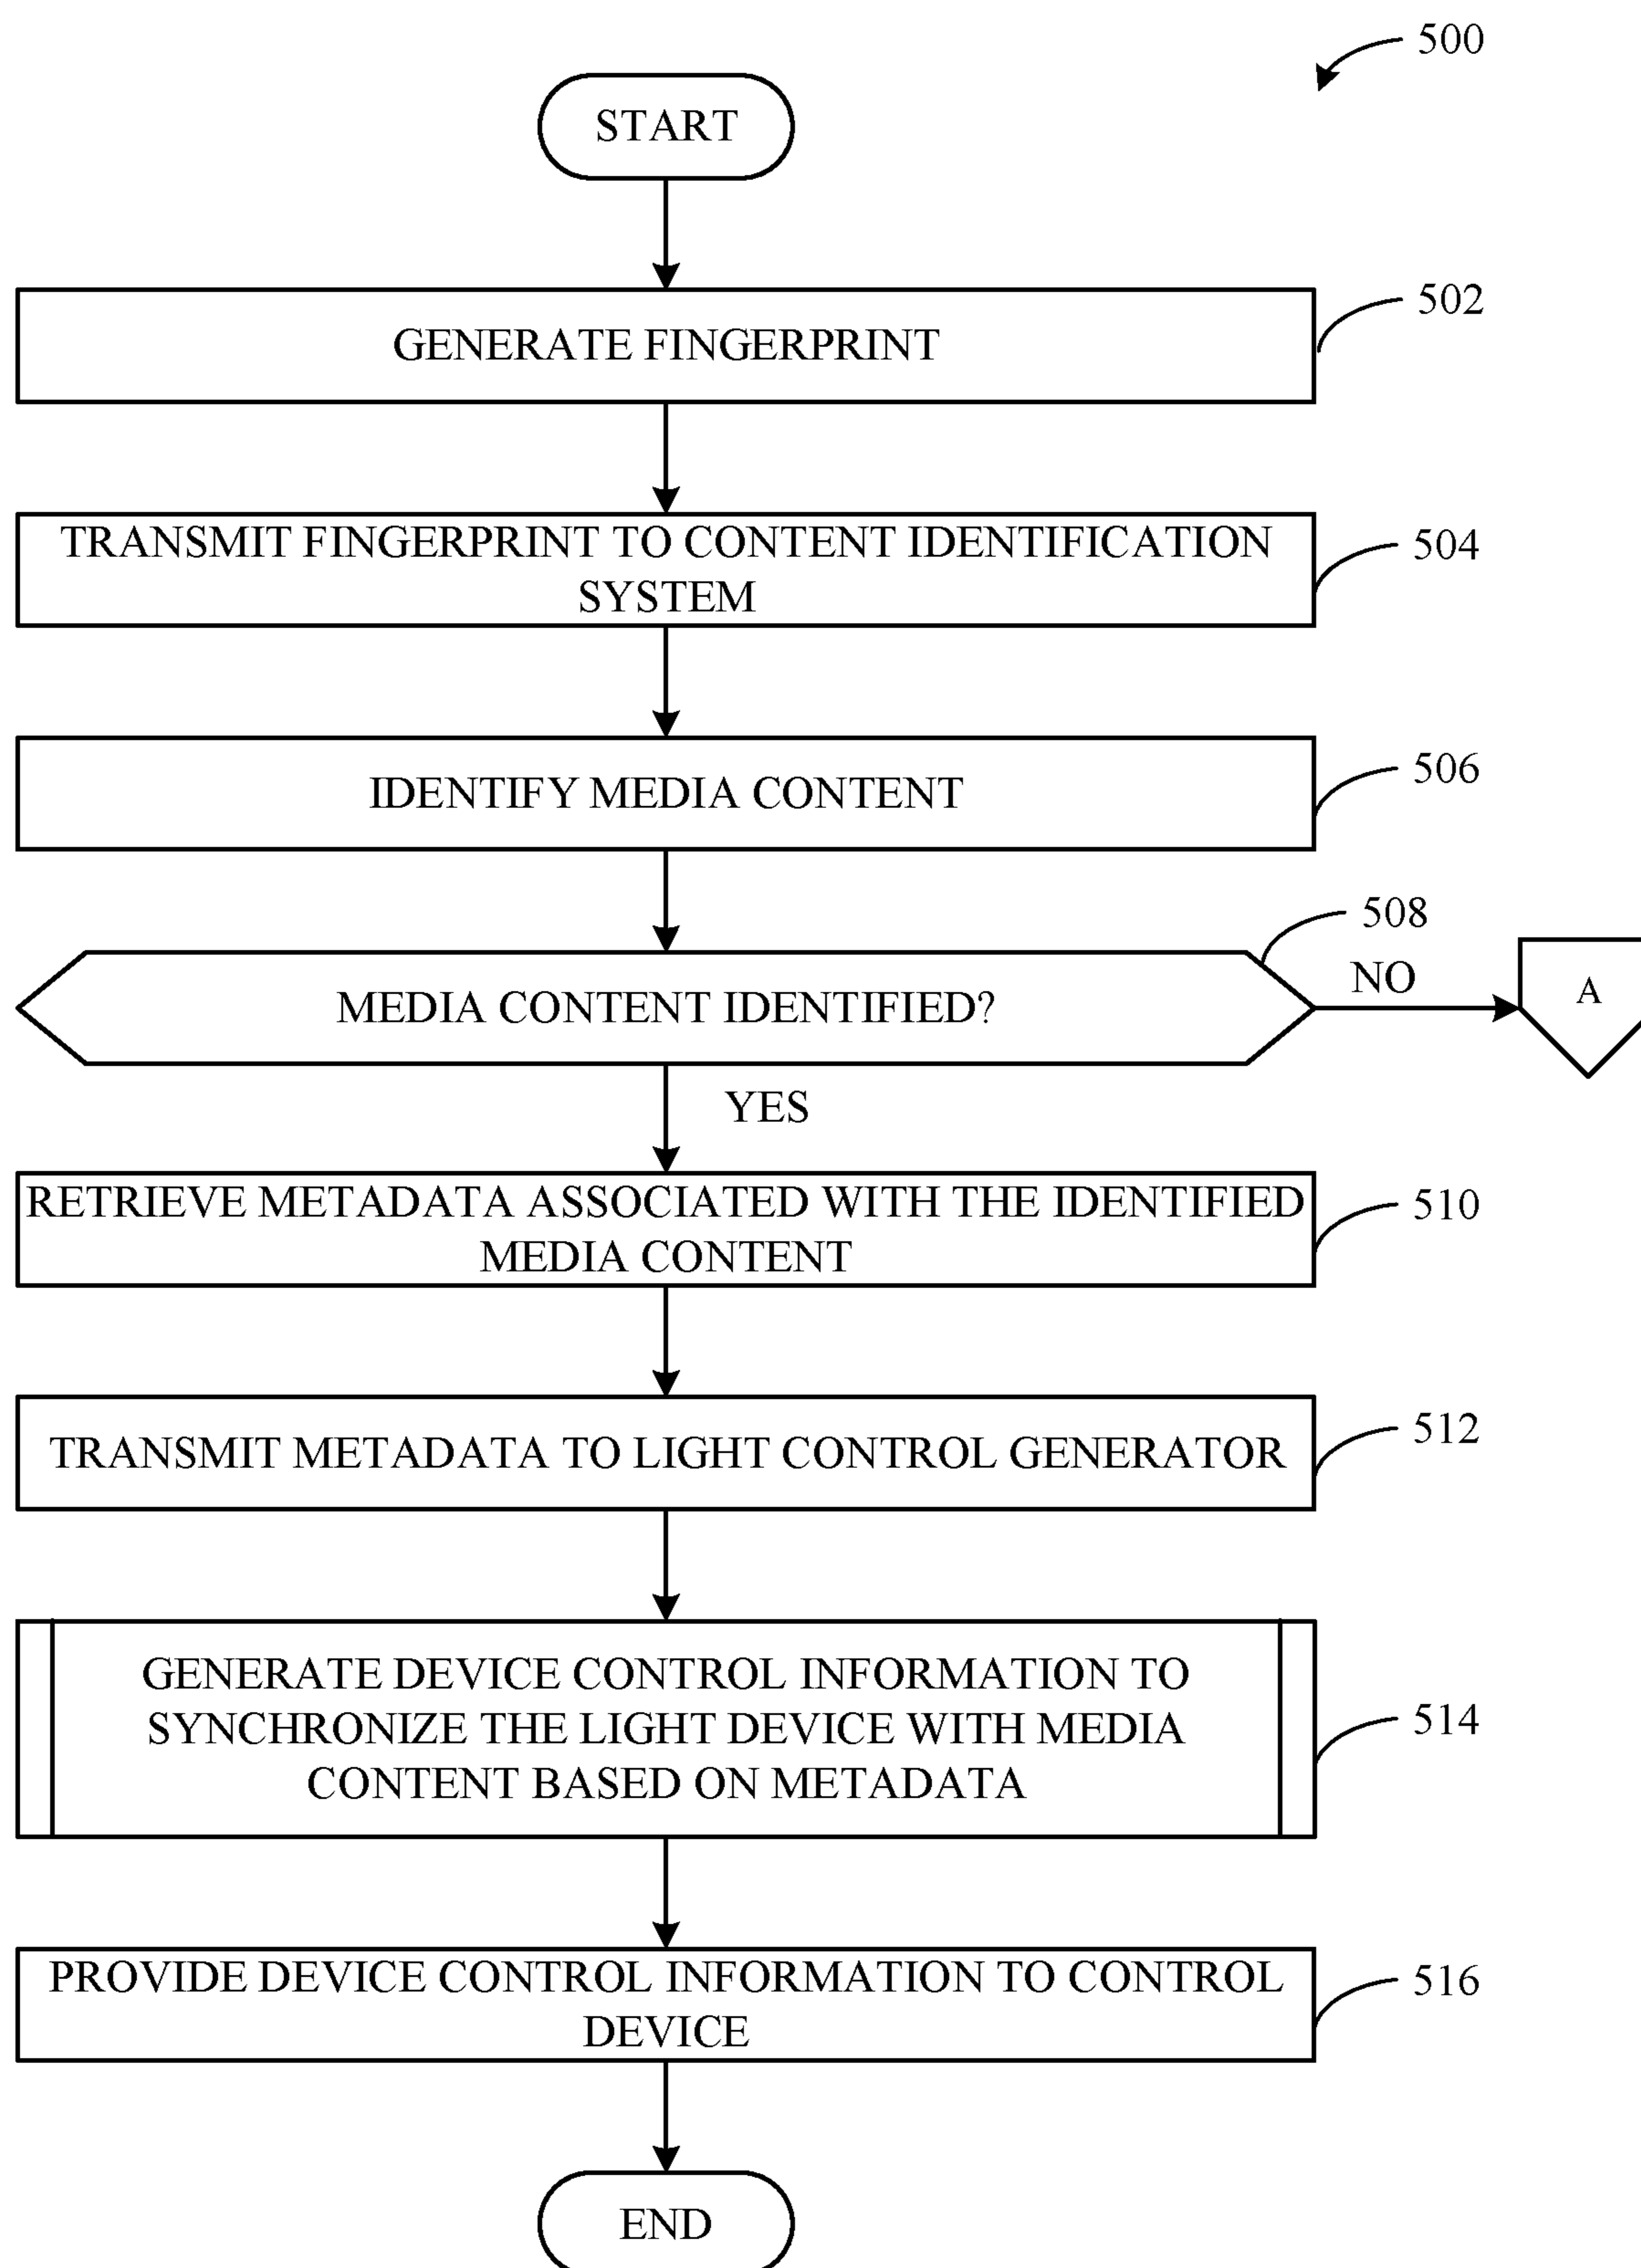 500
START
GENERATE FINGERPRINT
502
TRANSMIT FINGERPRINT TO CONTENT IDENTIFICATION
SYSTEM
504
IDENTIFY MEDIA CONTENT
506
508
MEDIA CONTENT IDENTIFIED?
NO
A
YES
RETRIEVE METADATA ASSOCIATED WITH THE IDENTIFIED
MEDIA CONTENT
510
TRANSMIT METADATA TO LIGHT CONTROL GENERATOR
512
GENERATE DEVICE CONTROL INFORMATION TO
SYNCHRONIZE THE LIGHT DEVICE WITH MEDIA
CONTENT BASED ON METADATA
514
PROVIDE DEVICE CONTROL INFORMATION TO CONTROL
DEVICE
516
END